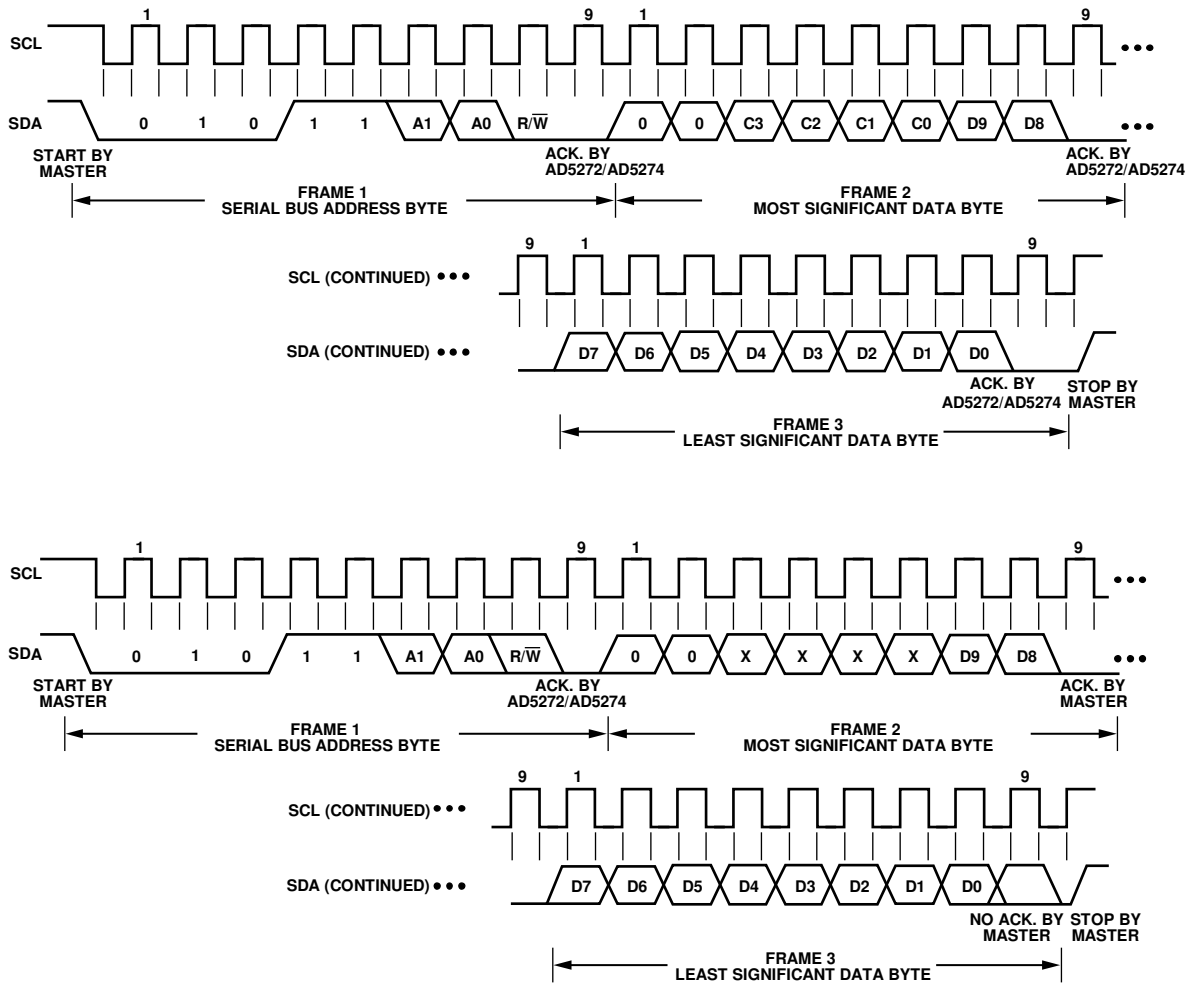 1 9 1 9
SCL
SDA 0 1 0 1 1 A1 A0 R/W̅ 0 0 C3 C2 C1 C0 D9 D8
START BY
MASTER
ACK. BY
AD5272/AD5274
ACK. BY
AD5272/AD5274
FRAME 1
SERIAL BUS ADDRESS BYTE
FRAME 2
MOST SIGNIFICANT DATA BYTE
9 1 9
SCL (CONTINUED)
SDA (CONTINUED) D7 D6 D5 D4 D3 D2 D1 D0
ACK. BY
AD5272/AD5274
STOP BY
MASTER
FRAME 3
LEAST SIGNIFICANT DATA BYTE
1 9 1 9
SCL
SDA 0 1 0 1 1 A1 A0 R/W̅ 0 0 X X X X D9 D8
START BY
MASTER
ACK. BY
AD5272/AD5274
ACK. BY
MASTER
FRAME 1
SERIAL BUS ADDRESS BYTE
FRAME 2
MOST SIGNIFICANT DATA BYTE
9 1 9
SCL (CONTINUED)
SDA (CONTINUED) D7 D6 D5 D4 D3 D2 D1 D0
NO ACK. BY
MASTER
STOP BY
MASTER
FRAME 3
LEAST SIGNIFICANT DATA BYTE